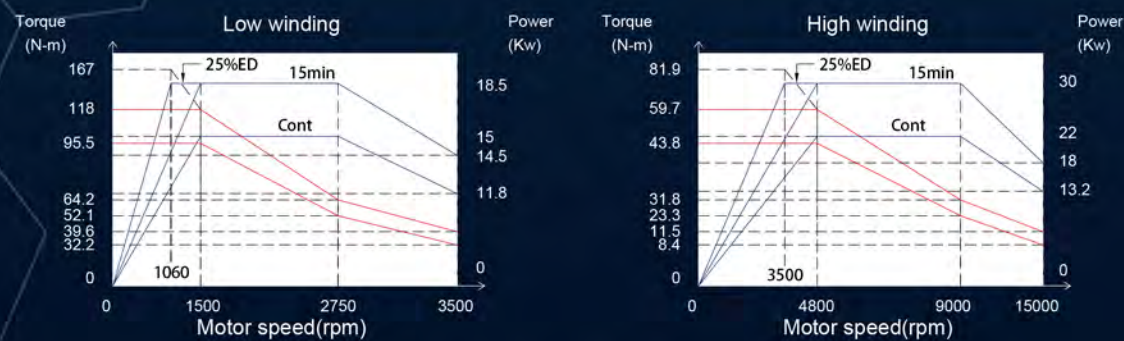 Low winding
Torque
(N-m)
Power
(Kw)
25%ED
15min
Cont
167
118
95.5
64.2
52.1
39.6
32.2
0
18.5
15
14.5
11.8
0
1060
0
1500
2750
3500
Motor speed(rpm)
High winding
Torque
(N-m)
Power
(Kw)
25%ED
15min
Cont
81.9
59.7
43.8
31.8
23.3
11.5
8.4
0
30
22
18
13.2
0
3500
0
4800
9000
15000
Motor speed(rpm)